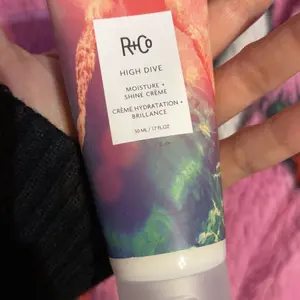 R+Co
HIGH DIVE
MOISTURE +
SHINE CRÈME
CRÈME HYDRATATION +
BRILLANCE
50 ML / 1.7 FL.OZ